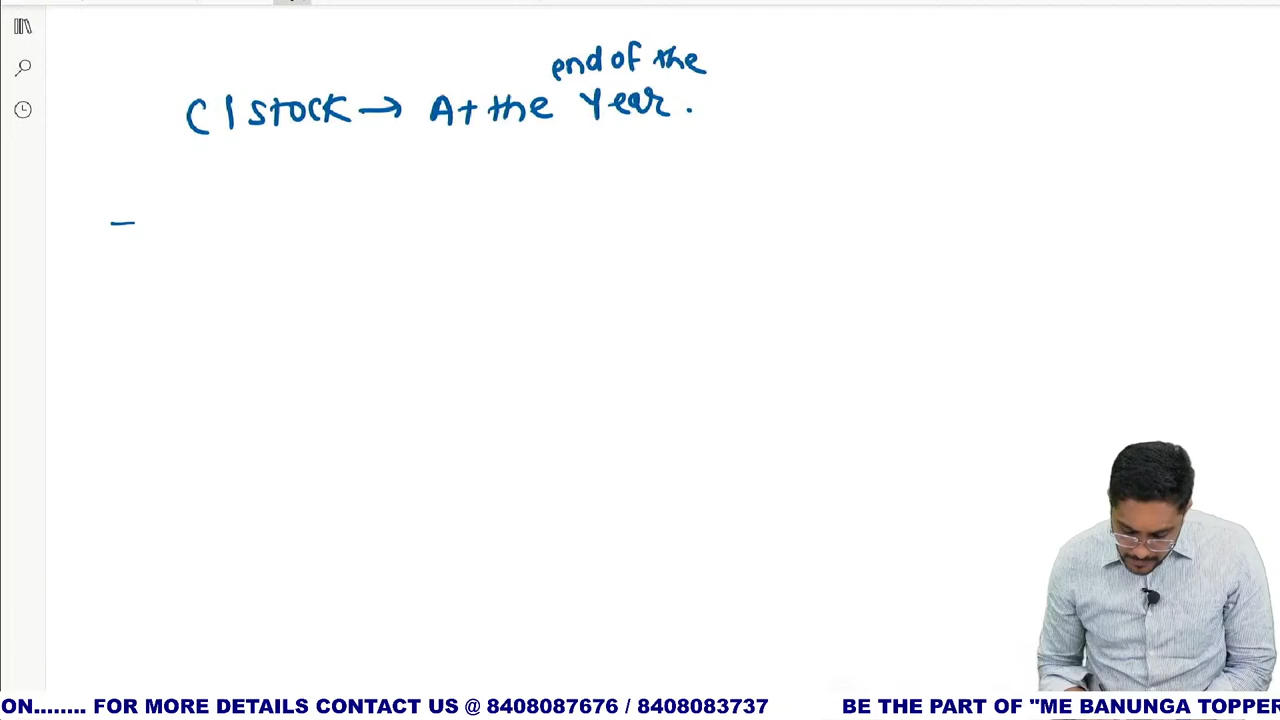 end of the
Cl stock → At the Year.
ON........ FOR MORE DETAILS CONTACT US @ 8408087676 / 8408083737 BE THE PART OF "ME BANUNGA TOPPER